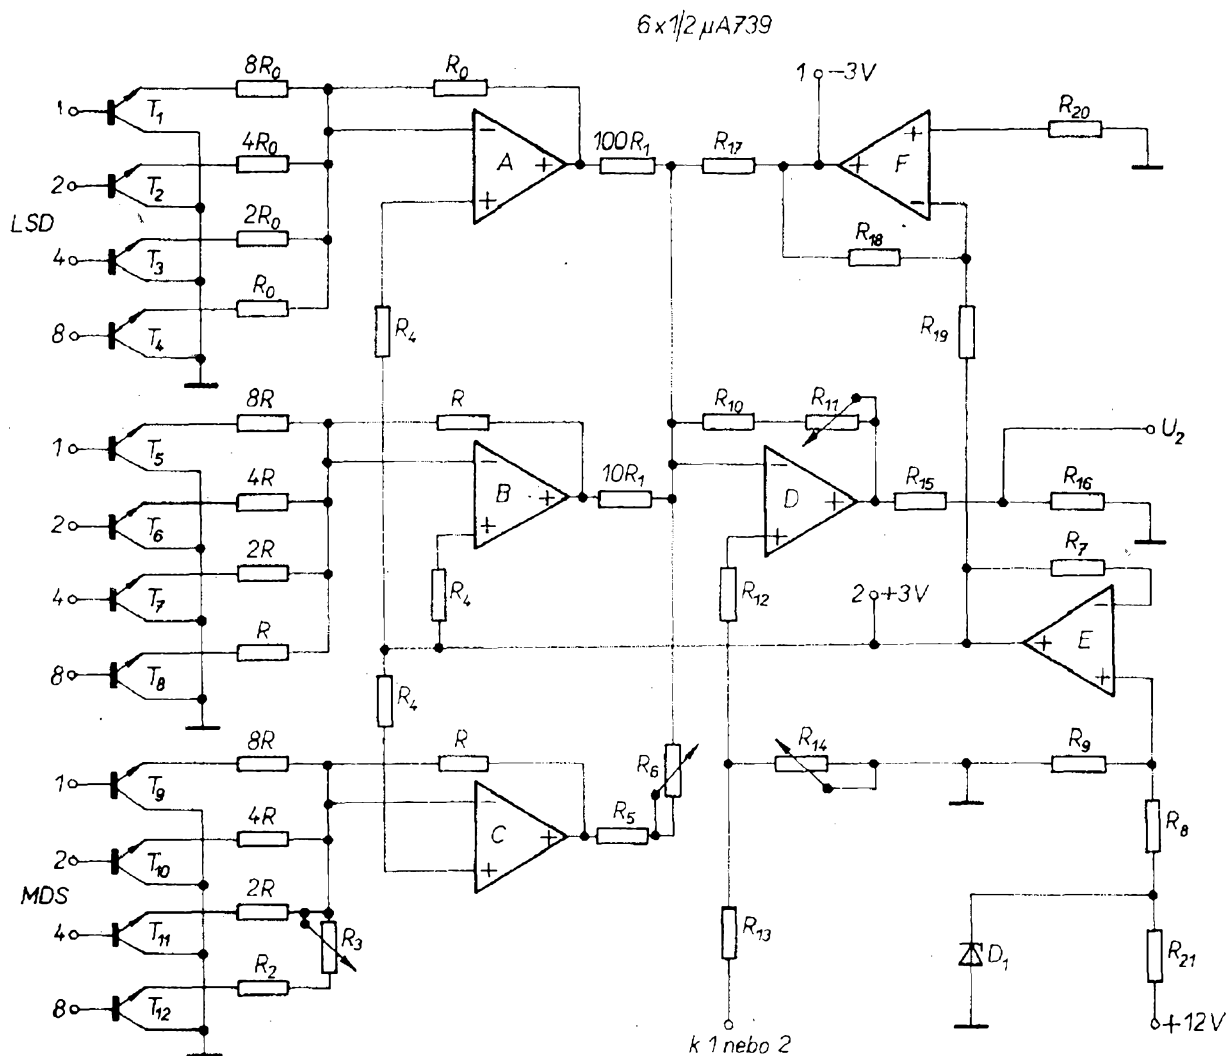 6x1/2 µA739
8R₀
R₀
1 -3V
R₂₀
1
T₁
-
A
+
+
100R₁
R₁₇
+
F
+
-
4R₀
2
T₂
LSD
2R₀
R₁₈
4
T₃
R₀
R₄
R₁₉
8
T₄
8R
R
R₁₀
R₁₁
U₂
1
T₅
-
B
+
+
10R₁
-
D
+
+
R₁₅
R₁₆
4R
2
T₆
R₇
2R
R₄
R₁₂
2 +3V
4
T₇
-
E
+
+
R
8
T₈
R₄
8R
R
R₆
R₁₄
R₉
1
T₉
-
C
+
+
R₅
R₈
4R
2
T₁₀
MDS
2R
4
T₁₁
R₃
R₁₃
D₁
R₂₁
R₂
8
T₁₂
+12V
k 1 nebo 2